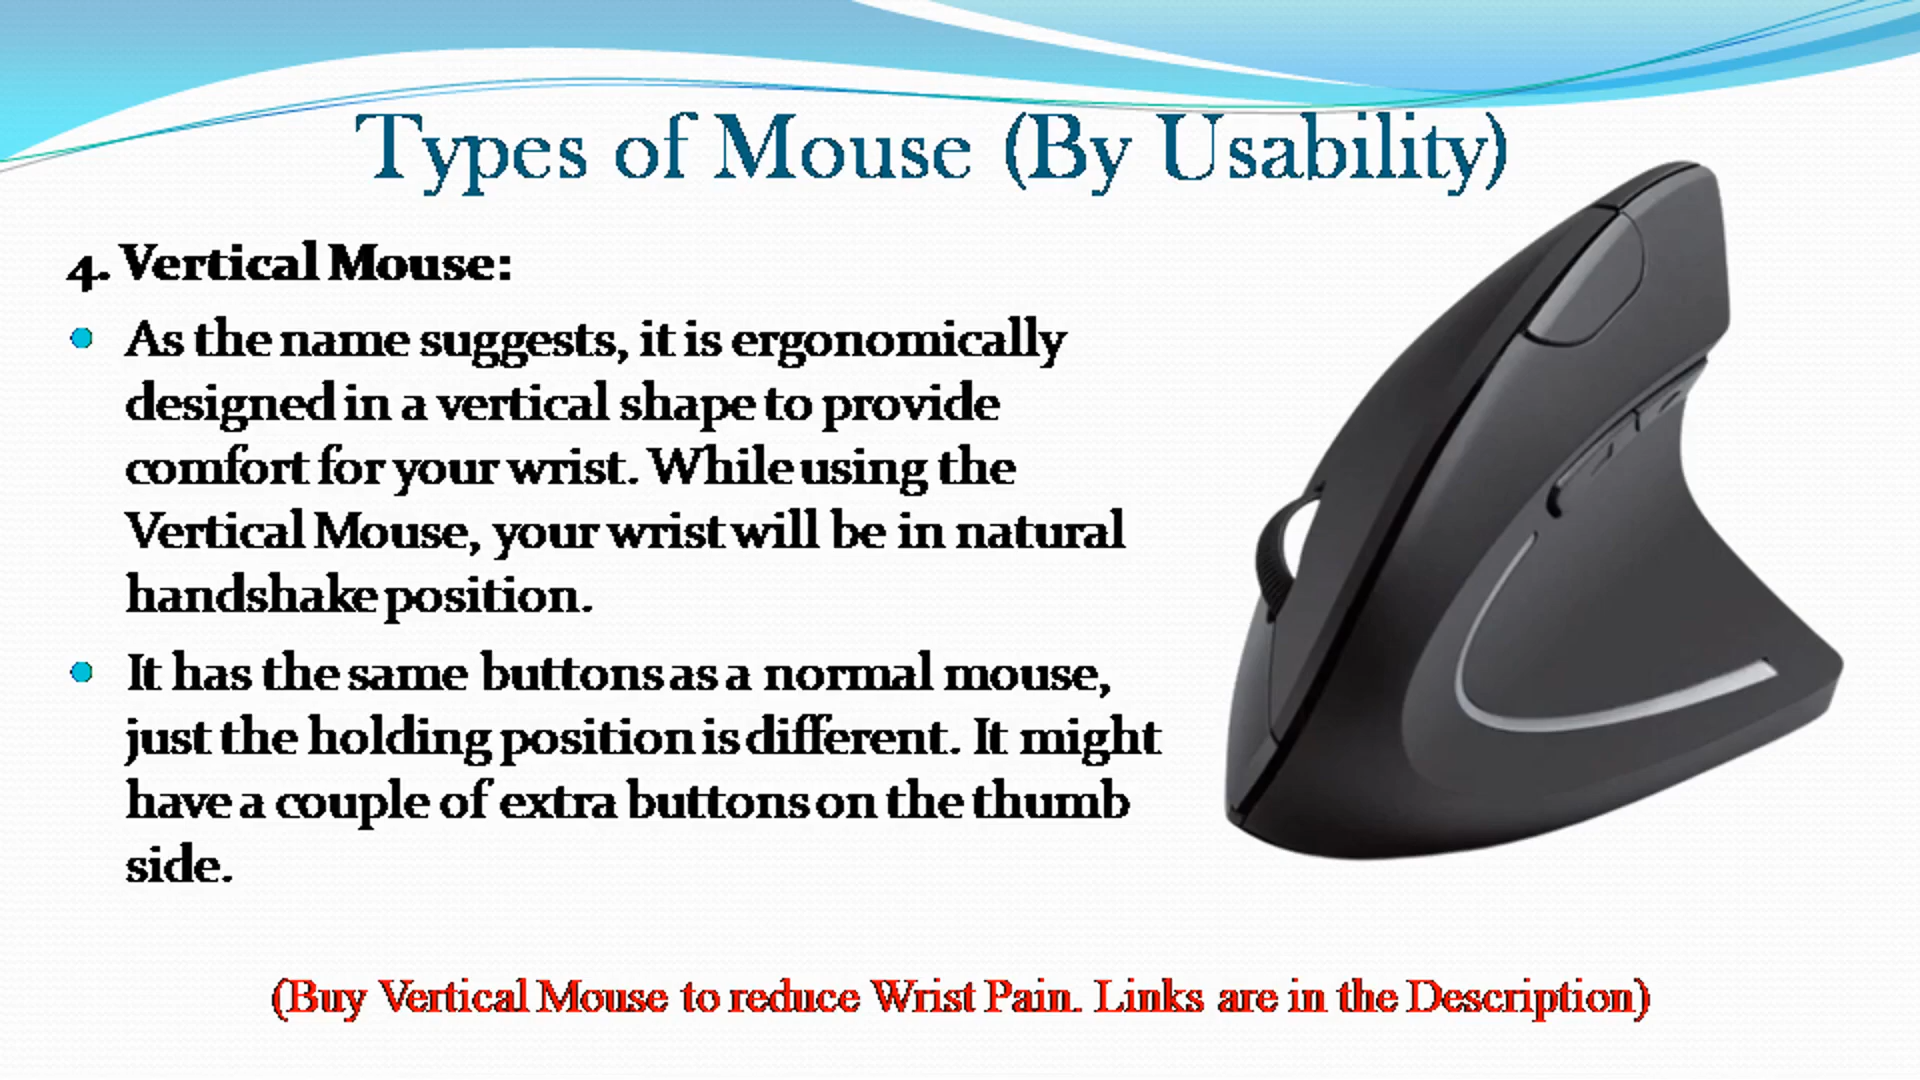 Types of Mouse (By Usability)
4. Vertical Mouse:
As the name suggests, it is ergonomically
designed in a vertical shape to provide
comfort for your wrist. While using the
Vertical Mouse, your wrist will be in natural
handshake position.
It has the same buttons as a normal mouse,
just the holding position is different. It might
have a couple of extra buttons on the thumb
side.
(Buy Vertical Mouse to reduce Wrist Pain. Links are in the Description)